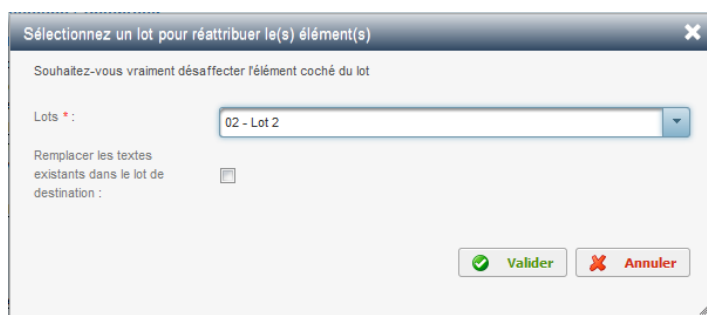 Sélectionnez un lot pour réattribuer le(s) élément(s)
Souhaitez-vous vraiment désaffecter l'élément coché du lot
Lots * :
02 - Lot 2
Remplacer les textes
existants dans le lot de
destination :
Valider
Annuler